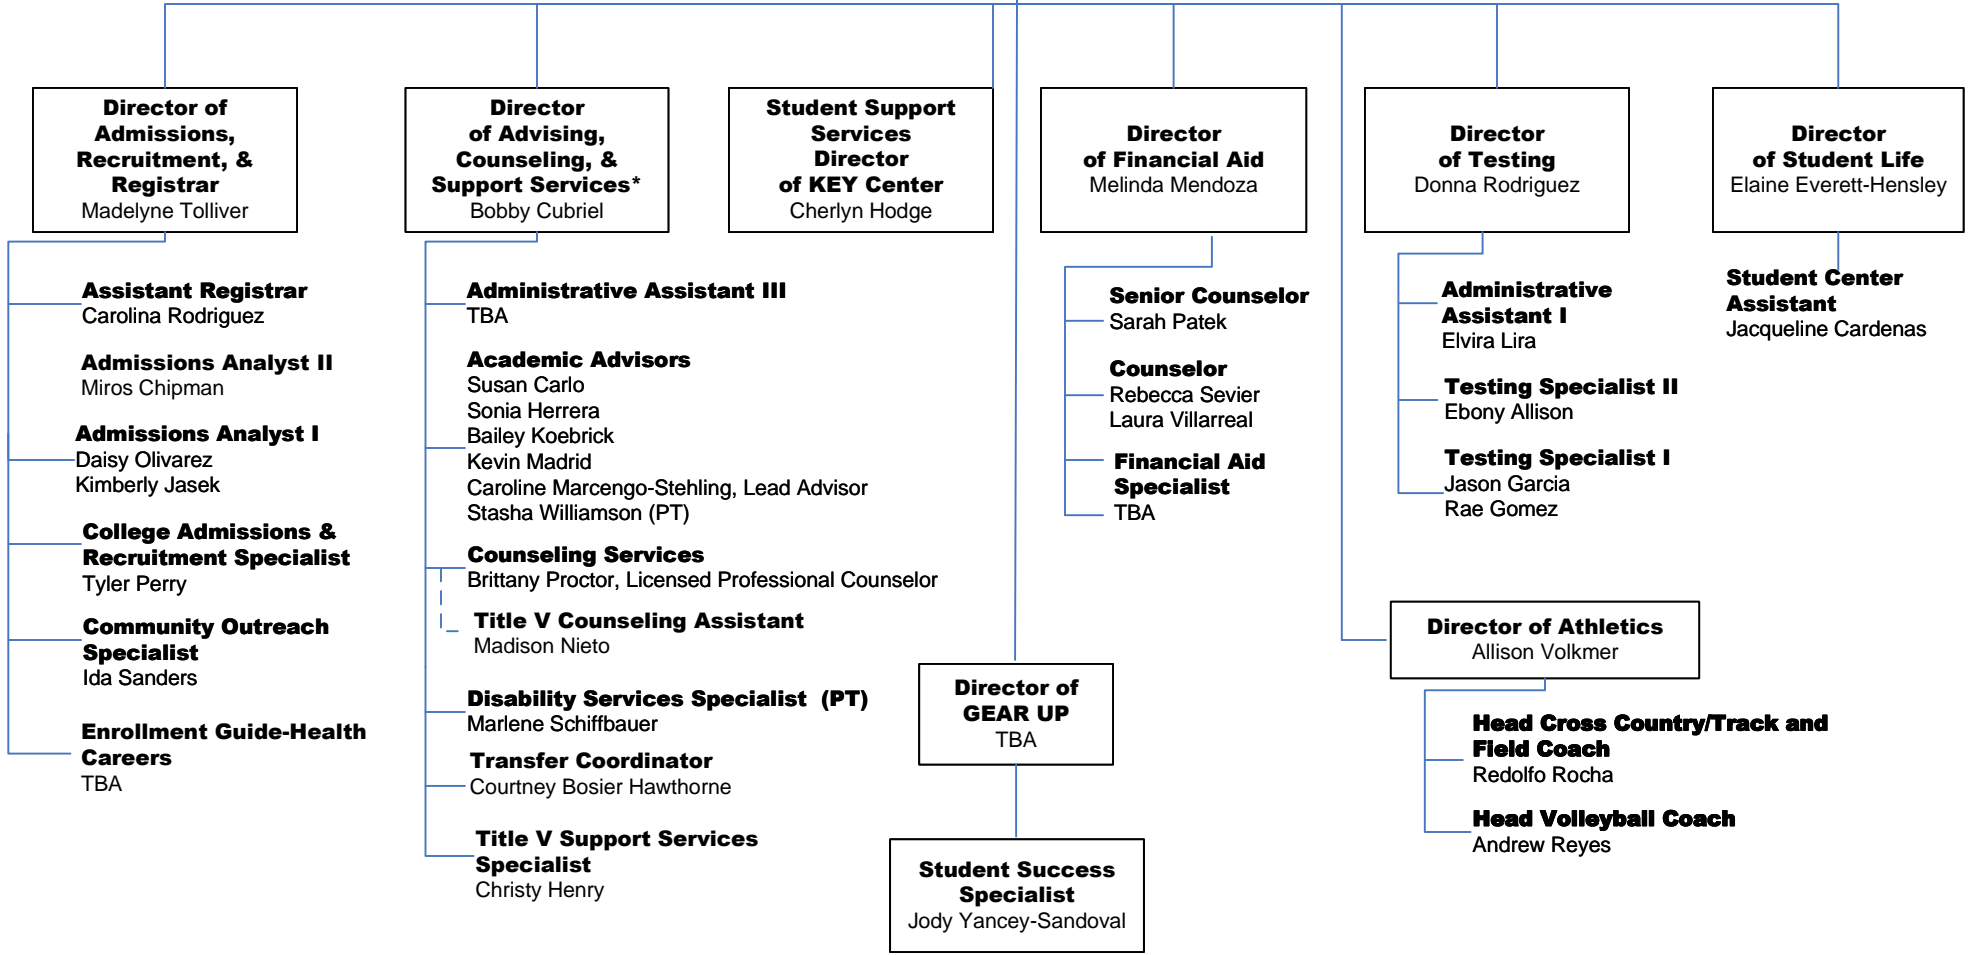 Director of
Admissions,
Recruitment, &
Registrar
Madelyne Tolliver
Director
of Advising,
Counseling, &
Support Services*
Bobby Cubriel
Student Support
Services
Director
of KEY Center
Cherlyn Hodge
Director
of Financial Aid
Melinda Mendoza
Director
of Testing
Donna Rodriguez
Director
of Student Life
Elaine Everett-Hensley
Assistant Registrar
Carolina Rodriguez
Admissions Analyst II
Miros Chipman
Admissions Analyst I
Daisy Olivarez
Kimberly Jasek
College Admissions &
Recruitment Specialist
Tyler Perry
Community Outreach
Specialist
Ida Sanders
Enrollment Guide-Health
Careers
TBA
Administrative Assistant III
TBA
Academic Advisors
Susan Carlo
Sonia Herrera
Bailey Koebrick
Kevin Madrid
Caroline Marcengo-Stehling, Lead Advisor
Stasha Williamson (PT)
Counseling Services
Brittany Proctor, Licensed Professional Counselor
Title V Counseling Assistant
Madison Nieto
Disability Services Specialist (PT)
Marlene Schiffbauer
Transfer Coordinator
Courtney Bosier Hawthorne
Title V Support Services
Specialist
Christy Henry
Director of
GEAR UP
TBA
Student Success
Specialist
Jody Yancey-Sandoval
Senior Counselor
Sarah Patek
Counselor
Rebecca Sevier
Laura Villarreal
Financial Aid
Specialist
TBA
Administrative
Assistant I
Elvira Lira
Testing Specialist II
Ebony Allison
Testing Specialist I
Jason Garcia
Rae Gomez
Student Center
Assistant
Jacqueline Cardenas
Director of Athletics
Allison Volkmer
Head Cross Country/Track and
Field Coach
Redolfo Rocha
Head Volleyball Coach
Andrew Reyes